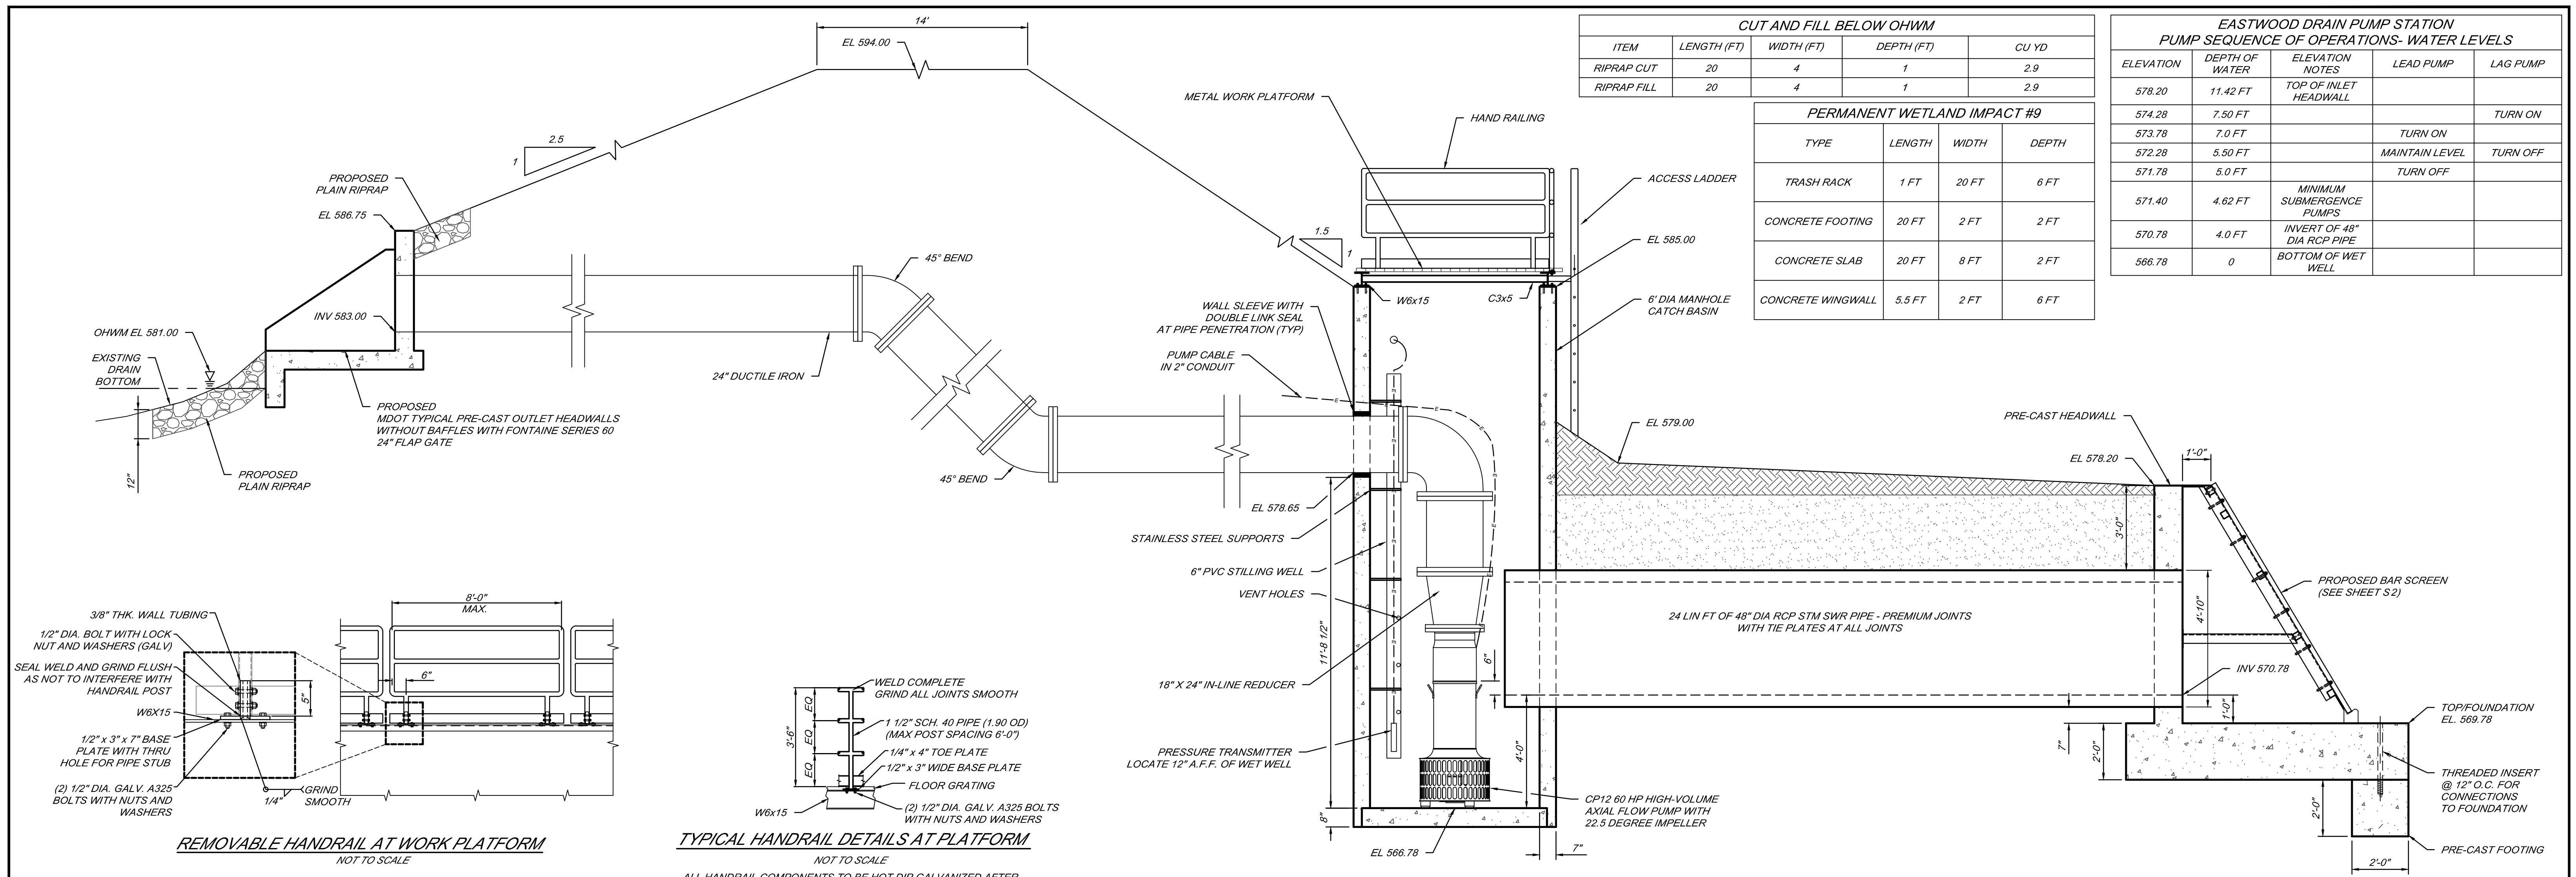 14'
EL 594.00
2.5
1
PROPOSED
PLAIN RIPRAP
EL 586.75
45° BEND
INV 583.00
OHWM EL 581.00
EXISTING
DRAIN
BOTTOM
24" DUCTILE IRON
PROPOSED
MDOT TYPICAL PRE-CAST OUTLET HEADWALLS
WITHOUT BAFFLES WITH FONTAINE SERIES 60
24" FLAP GATE
12"
PROPOSED
PLAIN RIPRAP
45° BEND
METAL WORK PLATFORM
HAND RAILING
ACCESS LADDER
1.5
1
EL 585.00
W6x15
C3x5
6' DIA MANHOLE
CATCH BASIN
WALL SLEEVE WITH
DOUBLE LINK SEAL
AT PIPE PENETRATION (TYP)
PUMP CABLE
IN 2" CONDUIT
E
E
E
E
EL 579.00
PRE-CAST HEADWALL
EL 578.20
1'-0"
EL 578.65
STAINLESS STEEL SUPPORTS
6" PVC STILLING WELL
VENT HOLES
3'-0"
PROPOSED BAR SCREEN
(SEE SHEET S2)
24 LIN FT OF 48" DIA RCP STM SWR PIPE - PREMIUM JOINTS
WITH TIE PLATES AT ALL JOINTS
4'-10"
11'-8 1/2"
6"
18" X 24" IN-LINE REDUCER
INV 570.78
1'-0"
TOP/FOUNDATION
EL. 569.78
PRESSURE TRANSMITTER
LOCATE 12" A.F.F. OF WET WELL
4'-0"
7"
2'-0"
THREADED INSERT
@ 12" O.C. FOR
CONNECTIONS
TO FOUNDATION
CP12 60 HP HIGH-VOLUME
AXIAL FLOW PUMP WITH
22.5 DEGREE IMPELLER
8"
2'-0"
EL 566.78
7"
PRE-CAST FOOTING
2'-0"
CUT AND FILL BELOW OHWM
ITEM LENGTH (FT) WIDTH (FT) DEPTH (FT) CU YD
RIPRAP CUT 20 4 1 2.9
RIPRAP FILL 20 4 1 2.9
PERMANENT WETLAND IMPACT #9
TYPE LENGTH WIDTH DEPTH
TRASH RACK 1 FT 20 FT 6 FT
CONCRETE FOOTING 20 FT 2 FT 2 FT
CONCRETE SLAB 20 FT 8 FT 2 FT
CONCRETE WINGWALL 5.5 FT 2 FT 6 FT
EASTWOOD DRAIN PUMP STATION
PUMP SEQUENCE OF OPERATIONS- WATER LEVELS
ELEVATION DEPTH OF WATER ELEVATION NOTES LEAD PUMP LAG PUMP
578.20 11.42 FT TOP OF INLET HEADWALL
574.28 7.50 FT TURN ON
573.78 7.0 FT TURN ON
572.28 5.50 FT MAINTAIN LEVEL TURN OFF
571.78 5.0 FT TURN OFF
571.40 4.62 FT MINIMUM SUBMERGENCE PUMPS
570.78 4.0 FT INVERT OF 48" DIA RCP PIPE
566.78 0 BOTTOM OF WET WELL
3/8" THK. WALL TUBING
1/2" DIA. BOLT WITH LOCK
NUT AND WASHERS (GALV)
SEAL WELD AND GRIND FLUSH
AS NOT TO INTERFERE WITH
HANDRAIL POST
W6X15
1/2" x 3" x 7" BASE
PLATE WITH THRU
HOLE FOR PIPE STUB
(2) 1/2" DIA. GALV. A325
BOLTS WITH NUTS AND
WASHERS
5"
1/4"
GRIND
SMOOTH
8'-0"
MAX.
6"
REMOVABLE HANDRAIL AT WORK PLATFORM
NOT TO SCALE
WELD COMPLETE
GRIND ALL JOINTS SMOOTH
3'-6"
EQ
EQ
EQ
1 1/2" SCH. 40 PIPE (1.90 OD)
(MAX POST SPACING 6'-0")
1/4" x 4" TOE PLATE
1/2" x 3" WIDE BASE PLATE
FLOOR GRATING
(2) 1/2" DIA. GALV. A325 BOLTS
WITH NUTS AND WASHERS
W6x15
TYPICAL HANDRAIL DETAILS AT PLATFORM
NOT TO SCALE
ALL HANDRAIL COMPONENTS TO BE HOT DIP GALVANIZED AFTER